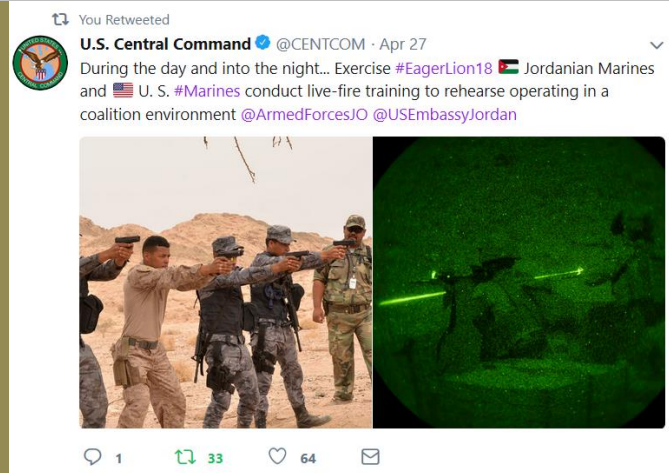 You Retweeted
U.S. Central Command @CENTCOM · Apr 27
During the day and into the night... Exercise #EagerLion18 🇯🇴 Jordanian Marines
and 🇺🇸 U. S. #Marines conduct live-fire training to rehearse operating in a
coalition environment @ArmedForcesJO @USEmbassyJordan
1 33 64